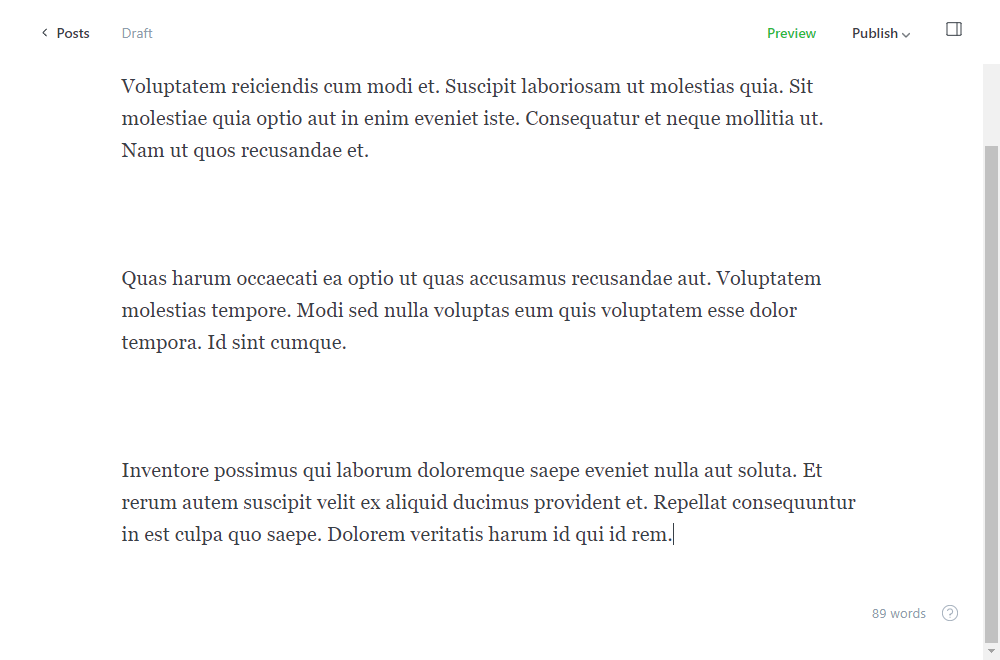 Posts Draft Preview Publish
Voluptatem reiciendis cum modi et. Suscipit laboriosam ut molestias quia. Sit
molestiae quia optio aut in enim eveniet iste. Consequatur et neque mollitia ut.
Nam ut quos recusandae et.
Quas harum occaecati ea optio ut quas accusamus recusandae aut. Voluptatem
molestias tempore. Modi sed nulla voluptas eum quis voluptatem esse dolor
tempora. Id sint cumque.
Inventore possimus qui laborum doloremque saepe eveniet nulla aut soluta. Et
rerum autem suscipit velit ex aliquid ducimus provident et. Repellat consequuntur
in est culpa quo saepe. Dolorem veritatis harum id qui id rem.
89 words ?